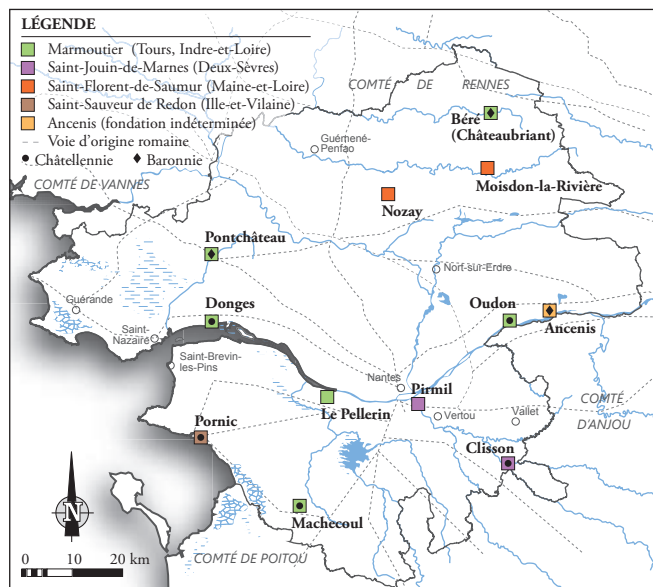 LÉGENDE
Marmoutier (Tours, Indre-et-Loire)
Saint-Jouin-de-Marnes (Deux-Sèvres)
Saint-Florent-de-Saumur (Maine-et-Loire)
Saint-Sauveur de Redon (Ille-et-Vilaine)
Ancenis (fondation indéterminée)
Voie d'origine romaine
Châtellennie
Baronnie
COMTÉ DE RENNES
Béré
(Châteaubriant)
Guémené-
Penfao
Moisdon-la-Rivière
COMTÉ DE VANNES
Nozay
Pontchâteau
Nort-sur-Erdre
Guérande
Donges
Oudon
Ancenis
Saint-
Nazaire
Saint-Brevin-
les-Pins
Nantes
Pirmil
COMTÉ
D'ANJOU
Le Pellerin
Vertou
Vallet
Pornic
Clisson
Machecoul
N
COMTÉ DE POITOU
0 10 20 km